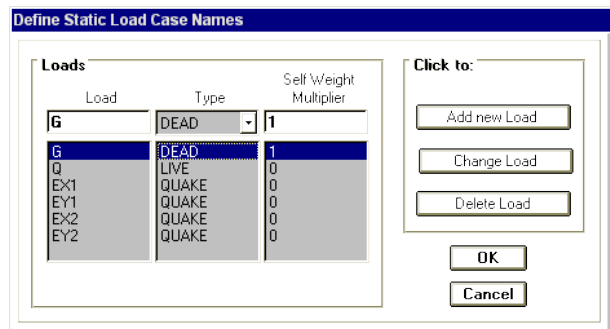 Define Static Load Case Names
Loads
Click to:
Load Type Self Weight Multiplier
G DEAD 1
G DEAD 1
Q LIVE 0
EX1 QUAKE 0
EY1 QUAKE 0
EX2 QUAKE 0
EY2 QUAKE 0
Add new Load
Change Load
Delete Load
OK
Cancel